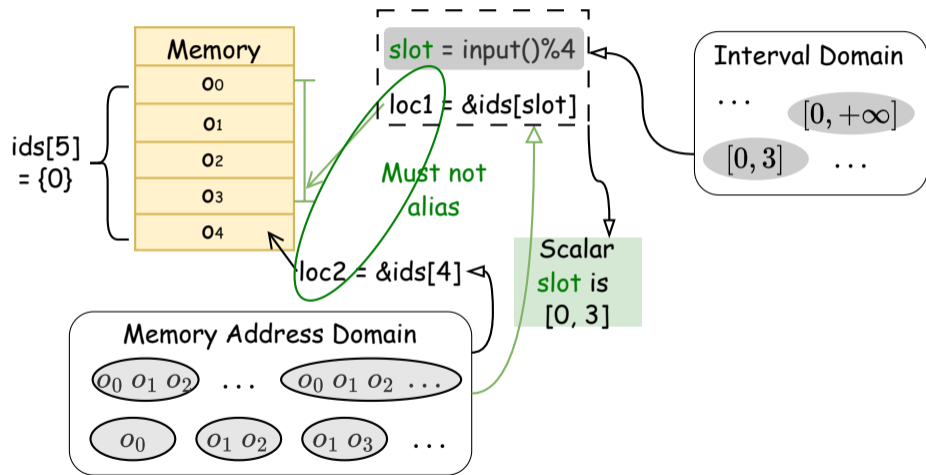 Memory
o0
o1
o2
o3
o4
ids[5]
= {0}
slot = input()%4
loc1 = &ids[slot]
Must not
alias
loc2 = &ids[4]
Interval Domain
...
[0, +∞]
[0, 3]
...
Scalar
slot is
[0, 3]
Memory Address Domain
o0 o1 o2
...
o0 o1 o2 ...
o0
o1 o2
o1 o3
...